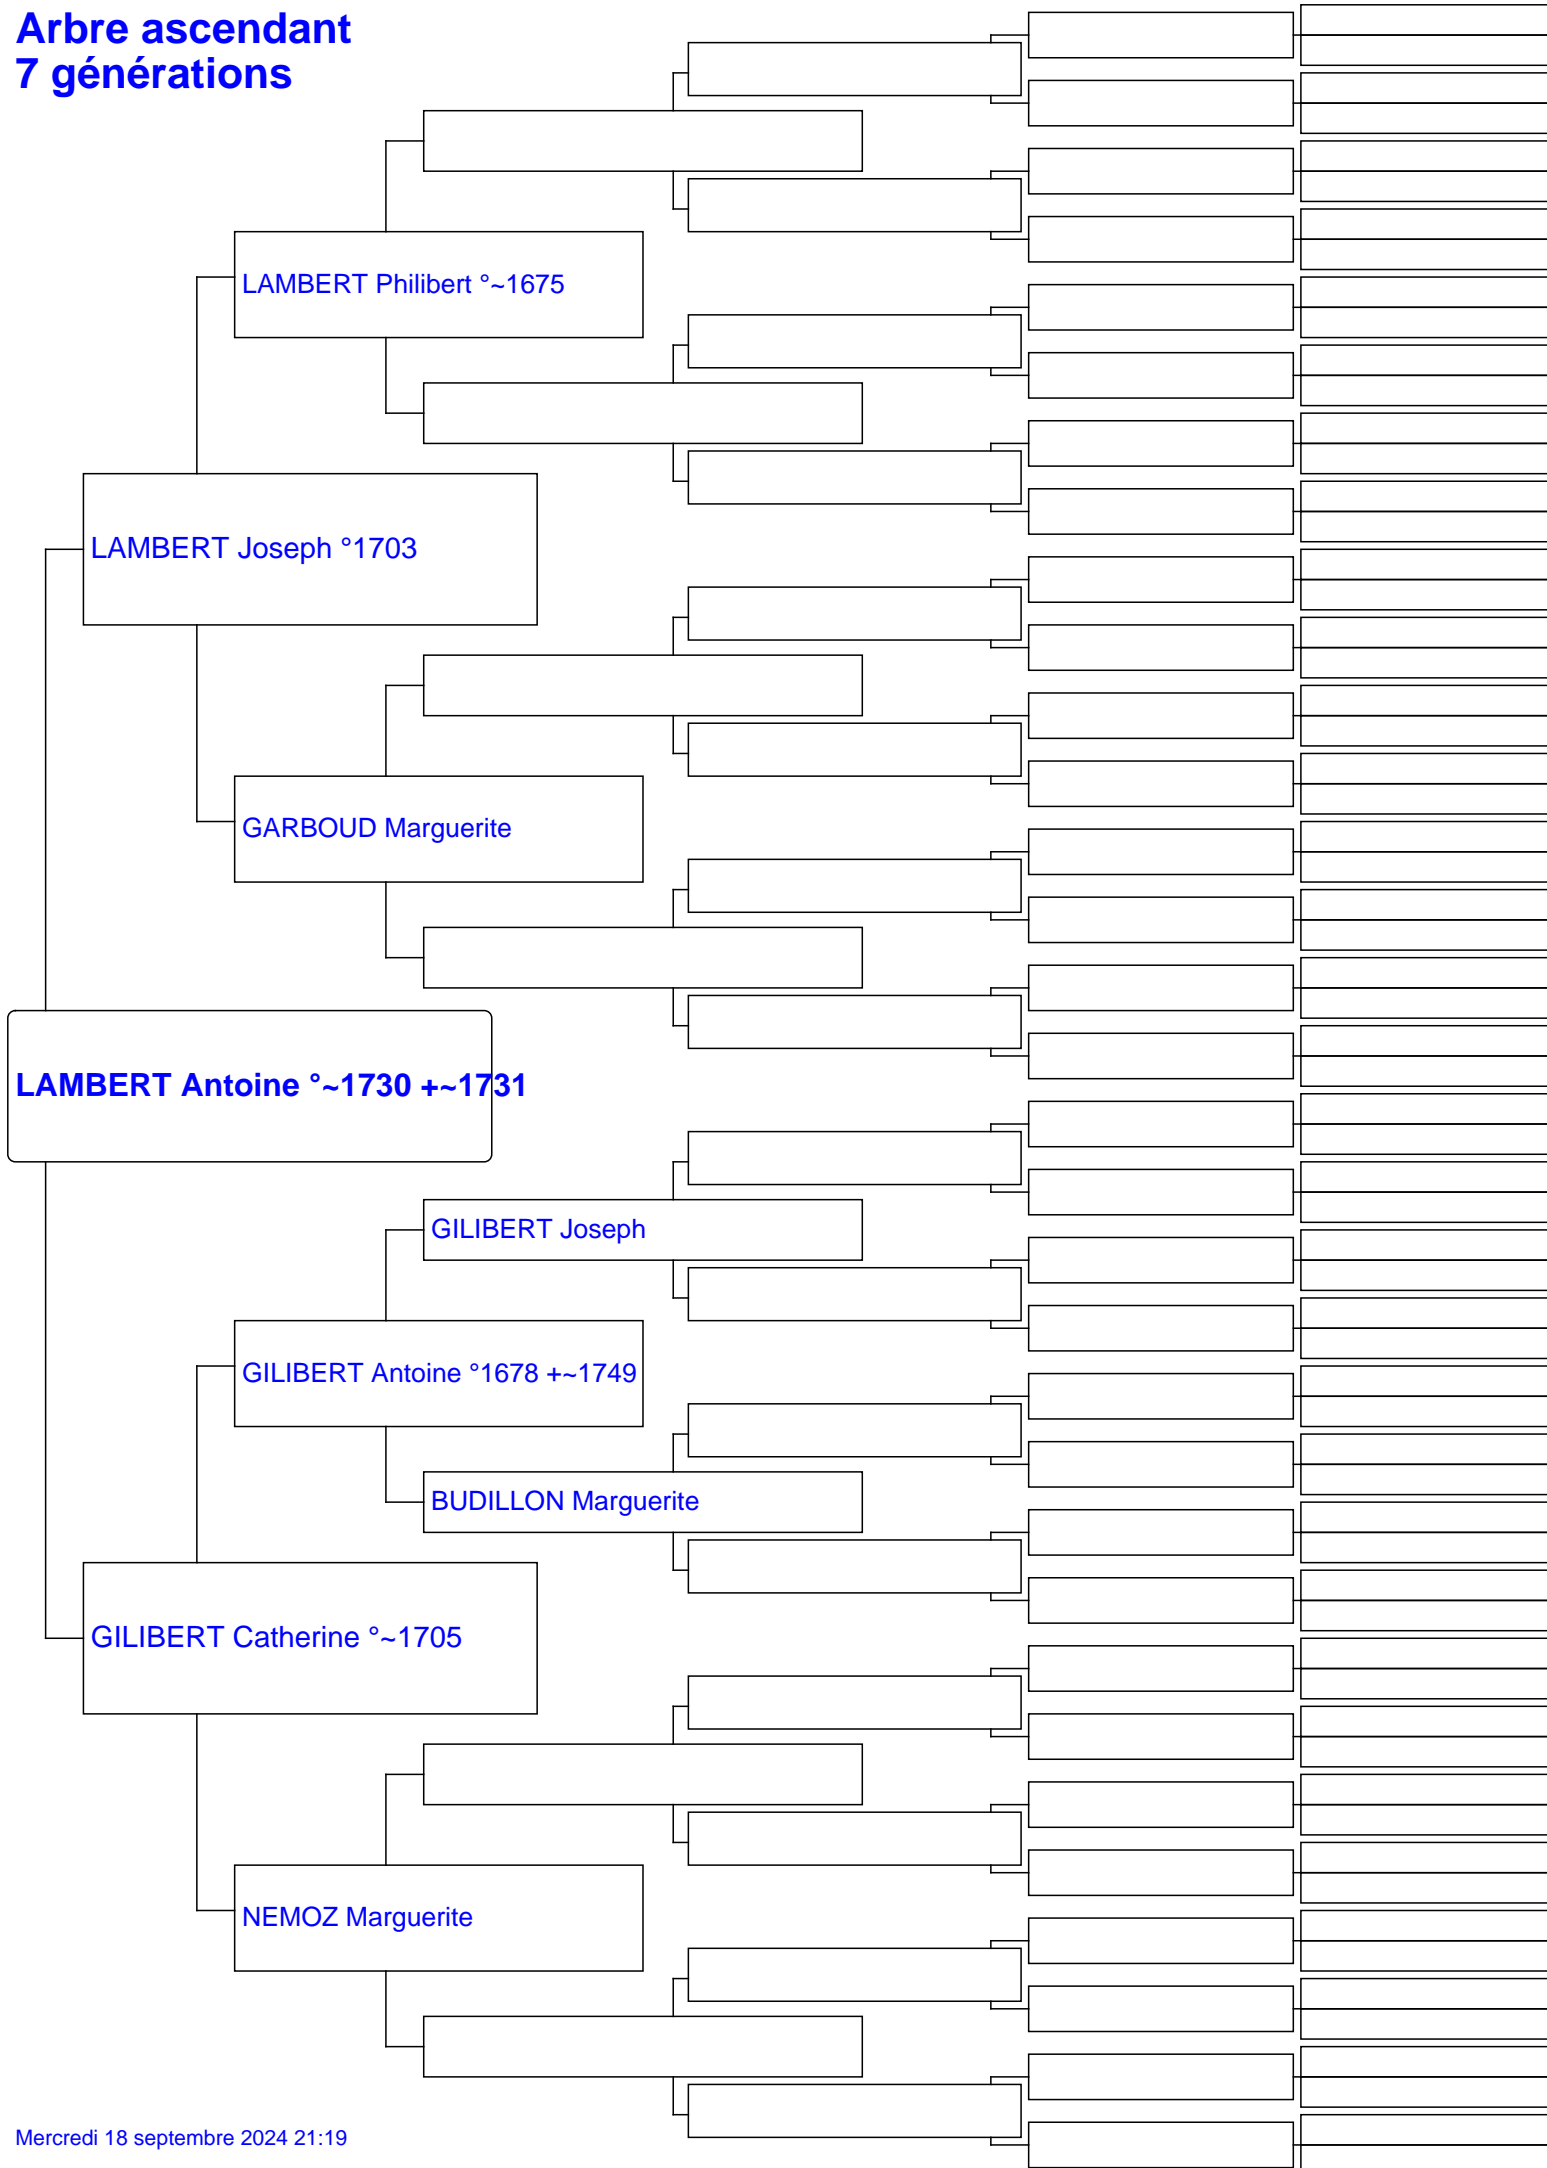 Arbre ascendant
7 générations
LAMBERT Philibert °~1675
LAMBERT Joseph °1703
GARBOUD Marguerite
LAMBERT Antoine °~1730 +~1731
GILIBERT Joseph
GILIBERT Antoine °1678 +~1749
BUDILLON Marguerite
GILIBERT Catherine °~1705
NEMOZ Marguerite
Mercredi 18 septembre 2024 21:19